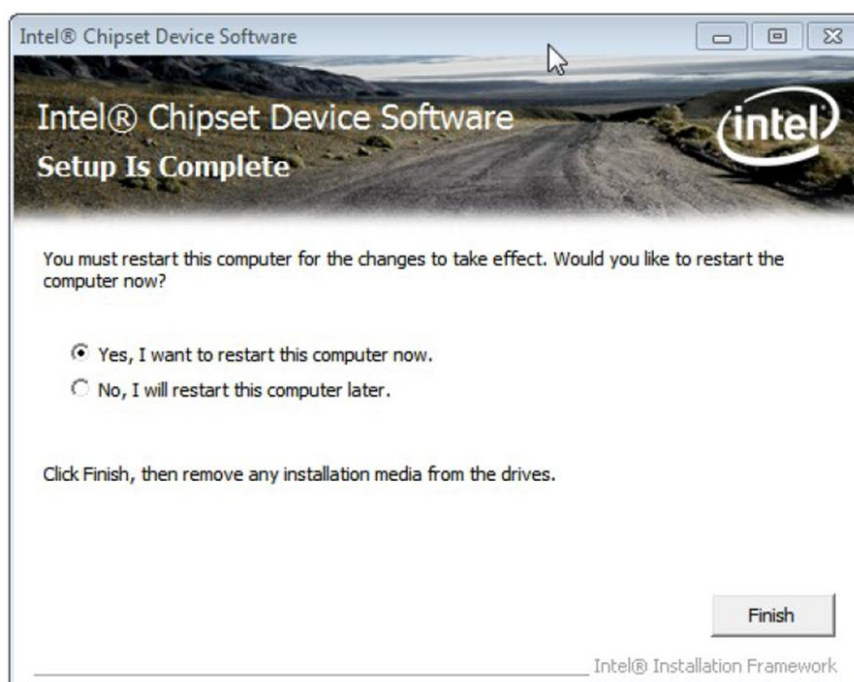 Intel® Chipset Device Software
Intel® Chipset Device Software
intel
Setup Is Complete
You must restart this computer for the changes to take effect. Would you like to restart the
computer now?
Yes, I want to restart this computer now.
No, I will restart this computer later.
Click Finish, then remove any installation media from the drives.
Finish
Intel® Installation Framework